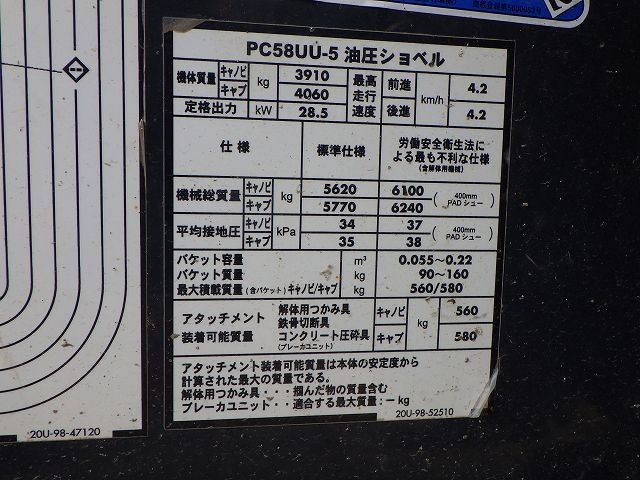 PC58UU-5 油圧ショベル
機体質量 キャノピ kg 3910 最高走行速度 前進 km/h 4.2
キャブ 4060
定格出力 kW 28.5 後進 4.2
仕様 標準仕様 労働安全衛生法による最も不利な仕様
(含解体用機械)
機械総質量 キャノピ kg 5620 6100 (400mm PAD シュー)
キャブ 5770 6240
平均接地圧 キャノピ kPa 34 37 (400mm PAD シュー)
キャブ 35 38
バケット容量 m³ 0.055~0.22
バケット質量 kg 90~160
最大積載質量(含バケット)キャノピ/キャブ kg 560/580
アタッチメント装着可能質量 解体用つかみ具 キャノピ kg 560
鉄骨切断具
コンクリート圧砕具 キャブ 580
(ブレーカユニット)
アタッチメント装着可能質量は本体の安定度から
計算された最大の質量である。
解体用つかみ具・・掴んだ物の質量含む
ブレーカユニット・・適合する最大質量:ーkg
20U-98-52510
20U-98-47120